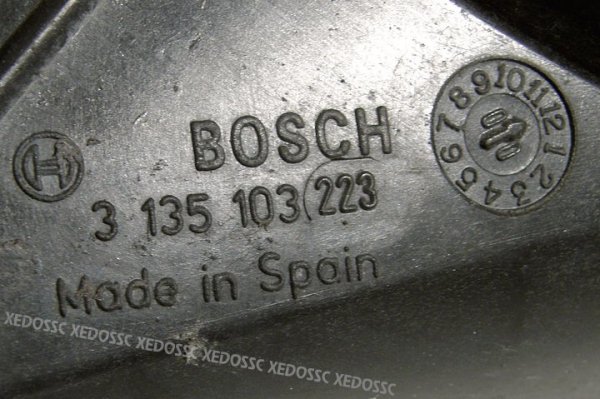 BOSCH
3 135 103 223
Made in Spain
1 2 3 4 5 6 7 8 9 10 11 12
XEDOSSC XEDOSSC XEDOSSC XEDOSSC XEDOSSC XEDOSSC